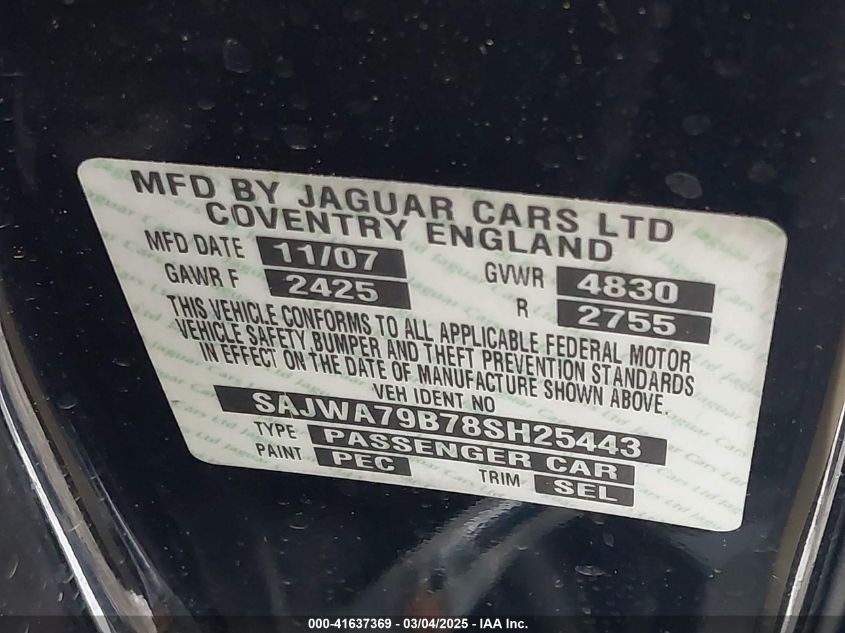 MFD BY JAGUAR CARS LTD
COVENTRY ENGLAND
MFD DATE 11/07 GVWR 4830
GAWR F 2425 R 2755
THIS VEHICLE CONFORMS TO ALL APPLICABLE FEDERAL MOTOR
VEHICLE SAFETY, BUMPER AND THEFT PREVENTION STANDARDS
IN EFFECT ON THE DATE OF MANUFACTURE SHOWN ABOVE.
VEH IDENT NO
SAJWA79B78SH25443
TYPE PASSENGER CAR
PAINT PEC TRIM SEL
000-41637369 - 03/04/2025 - IAA Inc.